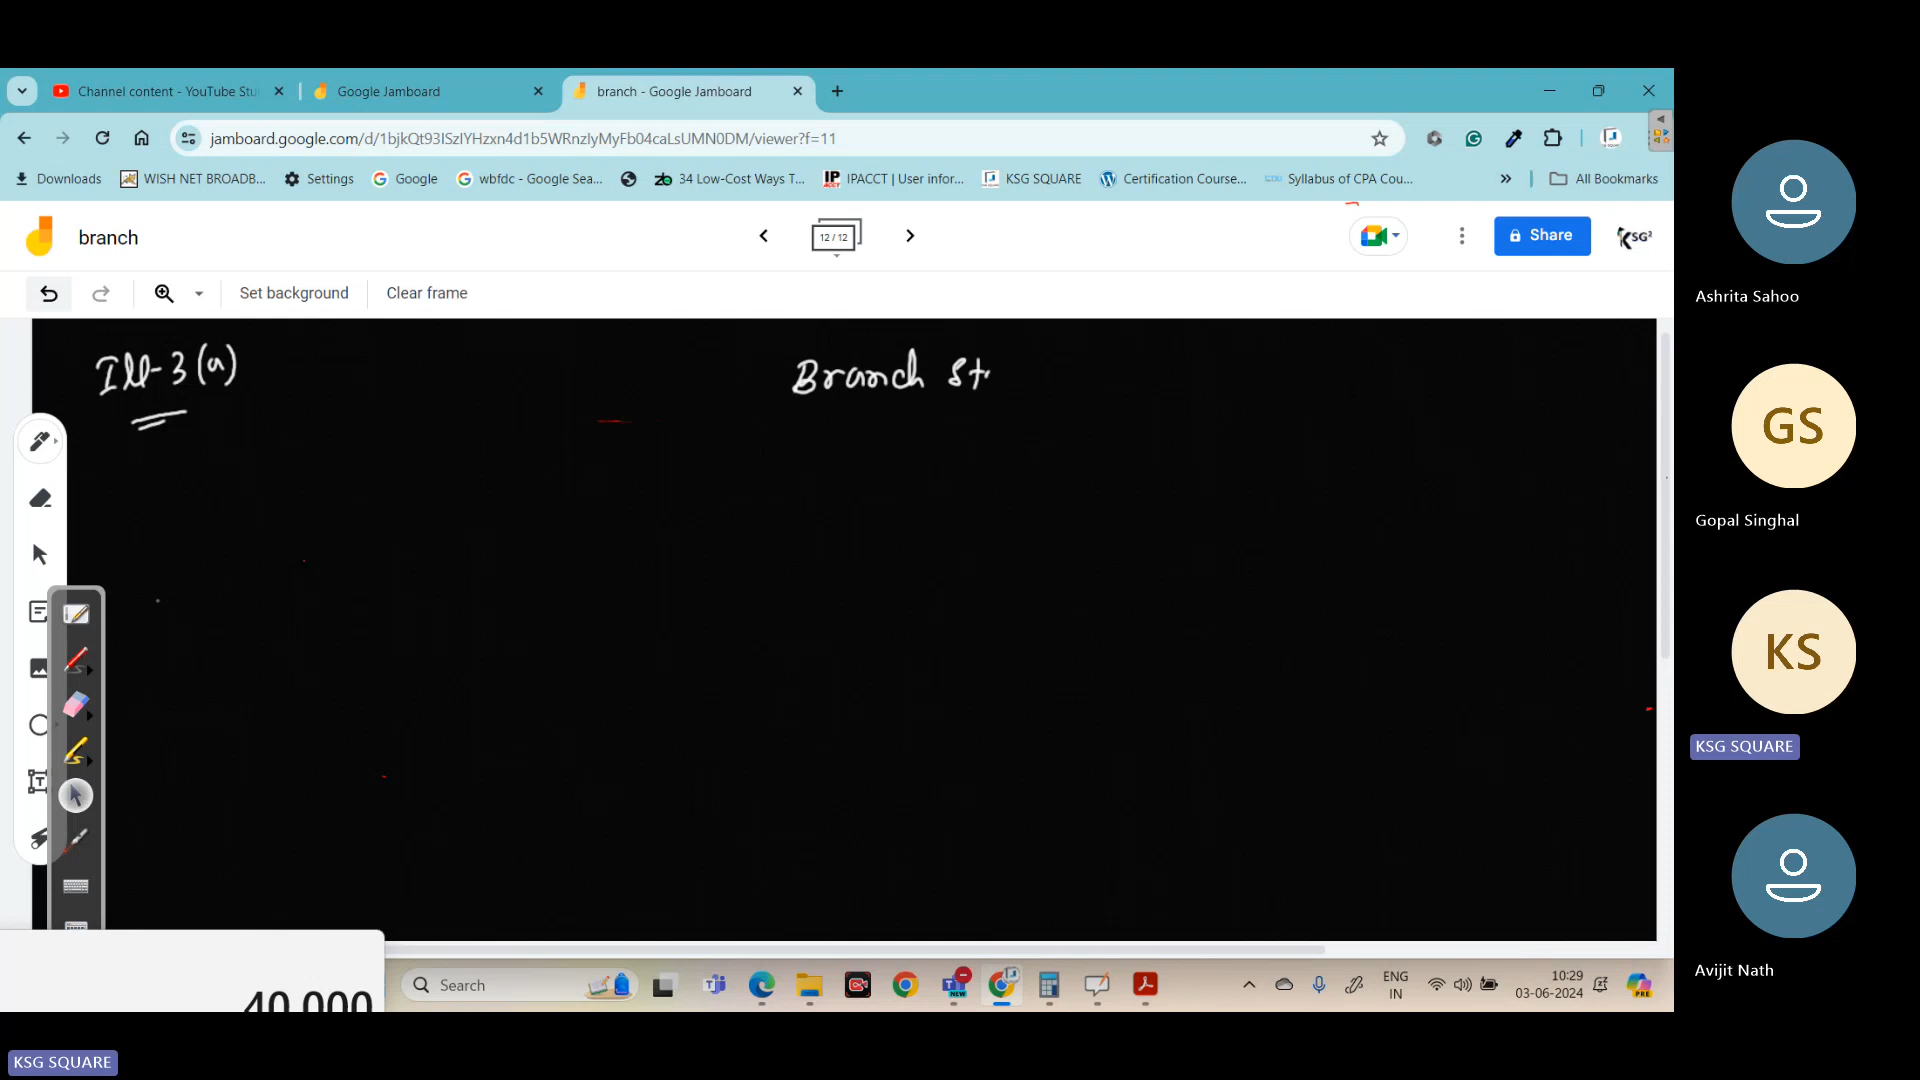 Channel content - YouTube Stu
Google Jamboard
branch - Google Jamboard
jamboard.google.com/d/1bjkQt93ISzIYHzxn4d1b5WRnzIyMyFb04caLsUMN0DM/viewer?f=11
Downloads
WISH NET BROADB...
Settings
Google
wbfdc - Google Sea...
34 Low-Cost Ways T...
IPACCT | User infor...
KSG SQUARE
Certification Course...
Syllabus of CPA Cou...
»
All Bookmarks
branch
12 / 12
Share
KSG²
Set background
Clear frame
Ill-3(a)
Branch St
40,000
Search
ENG
IN
10:29
03-06-2024
Ashrita Sahoo
GS
Gopal Singhal
KS
KSG SQUARE
Avijit Nath
KSG SQUARE